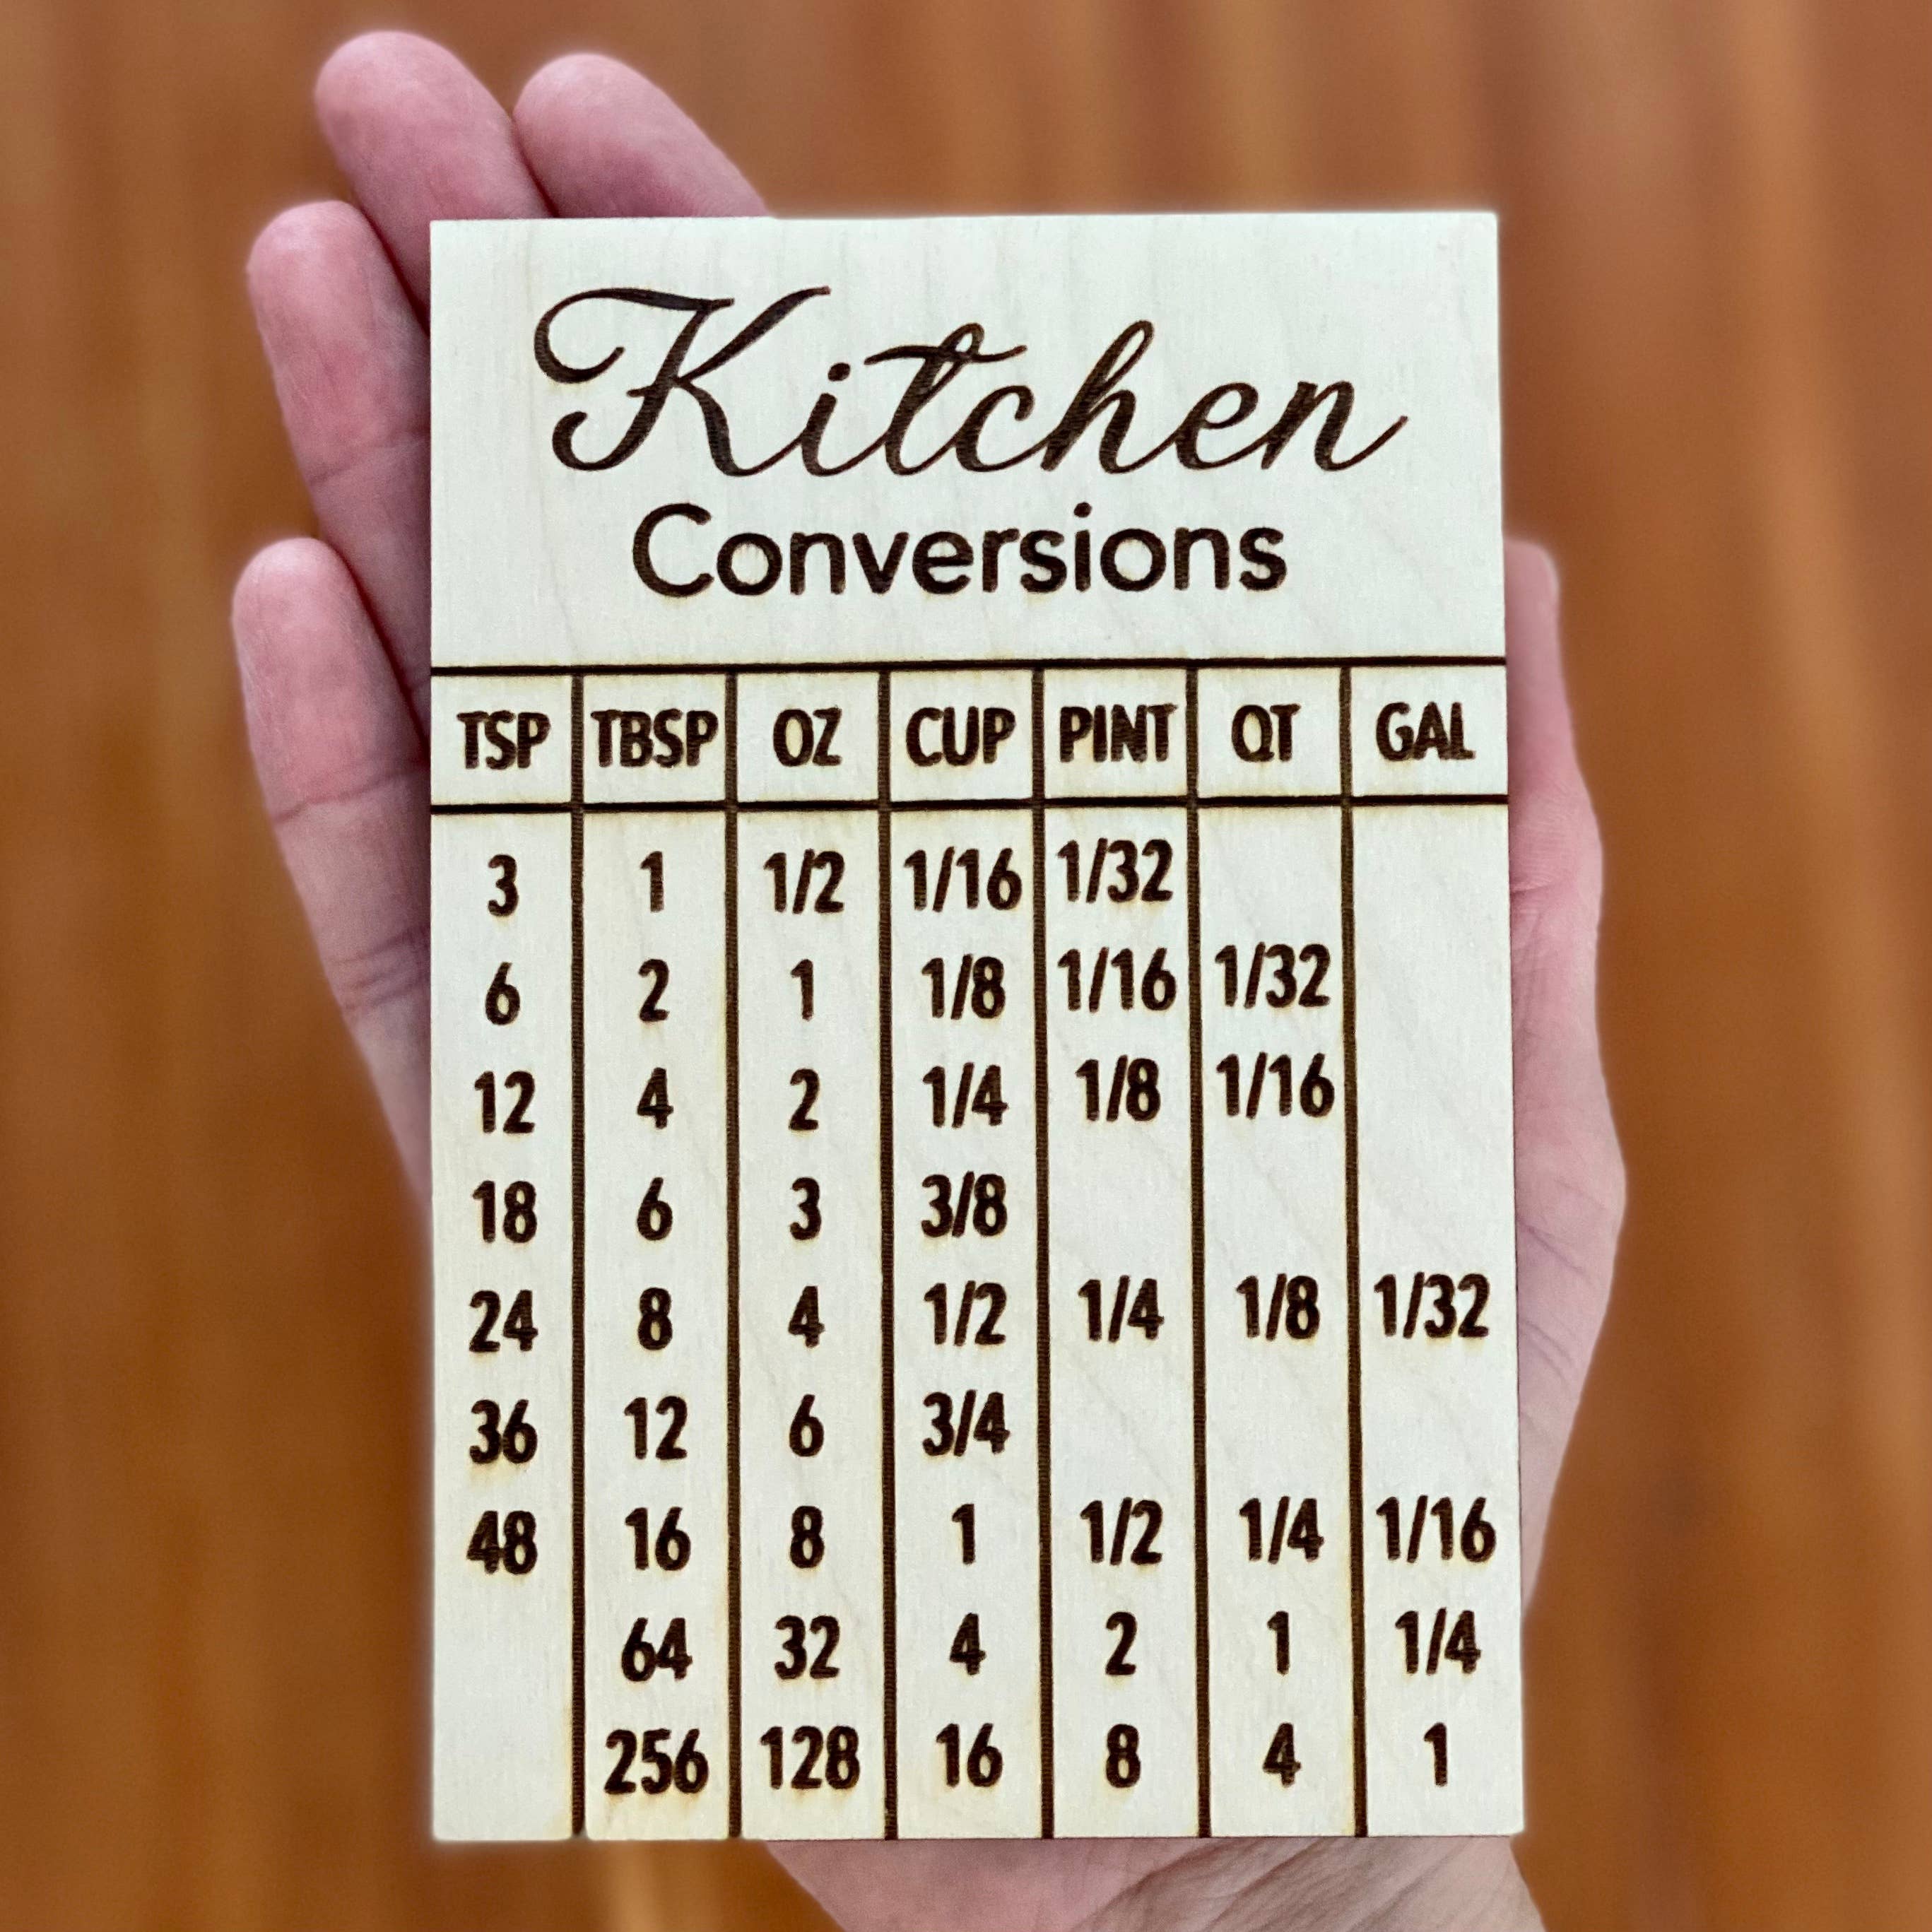 Kitchen
Conversions
TSP TBSP OZ CUP PINT QT GAL
3 1 1/2 1/16 1/32
6 2 1 1/8 1/16 1/32
12 4 2 1/4 1/8 1/16
18 6 3 3/8
24 8 4 1/2 1/4 1/8 1/32
36 12 6 3/4
48 16 8 1 1/2 1/4 1/16
64 32 4 2 1 1/4
256 128 16 8 4 1